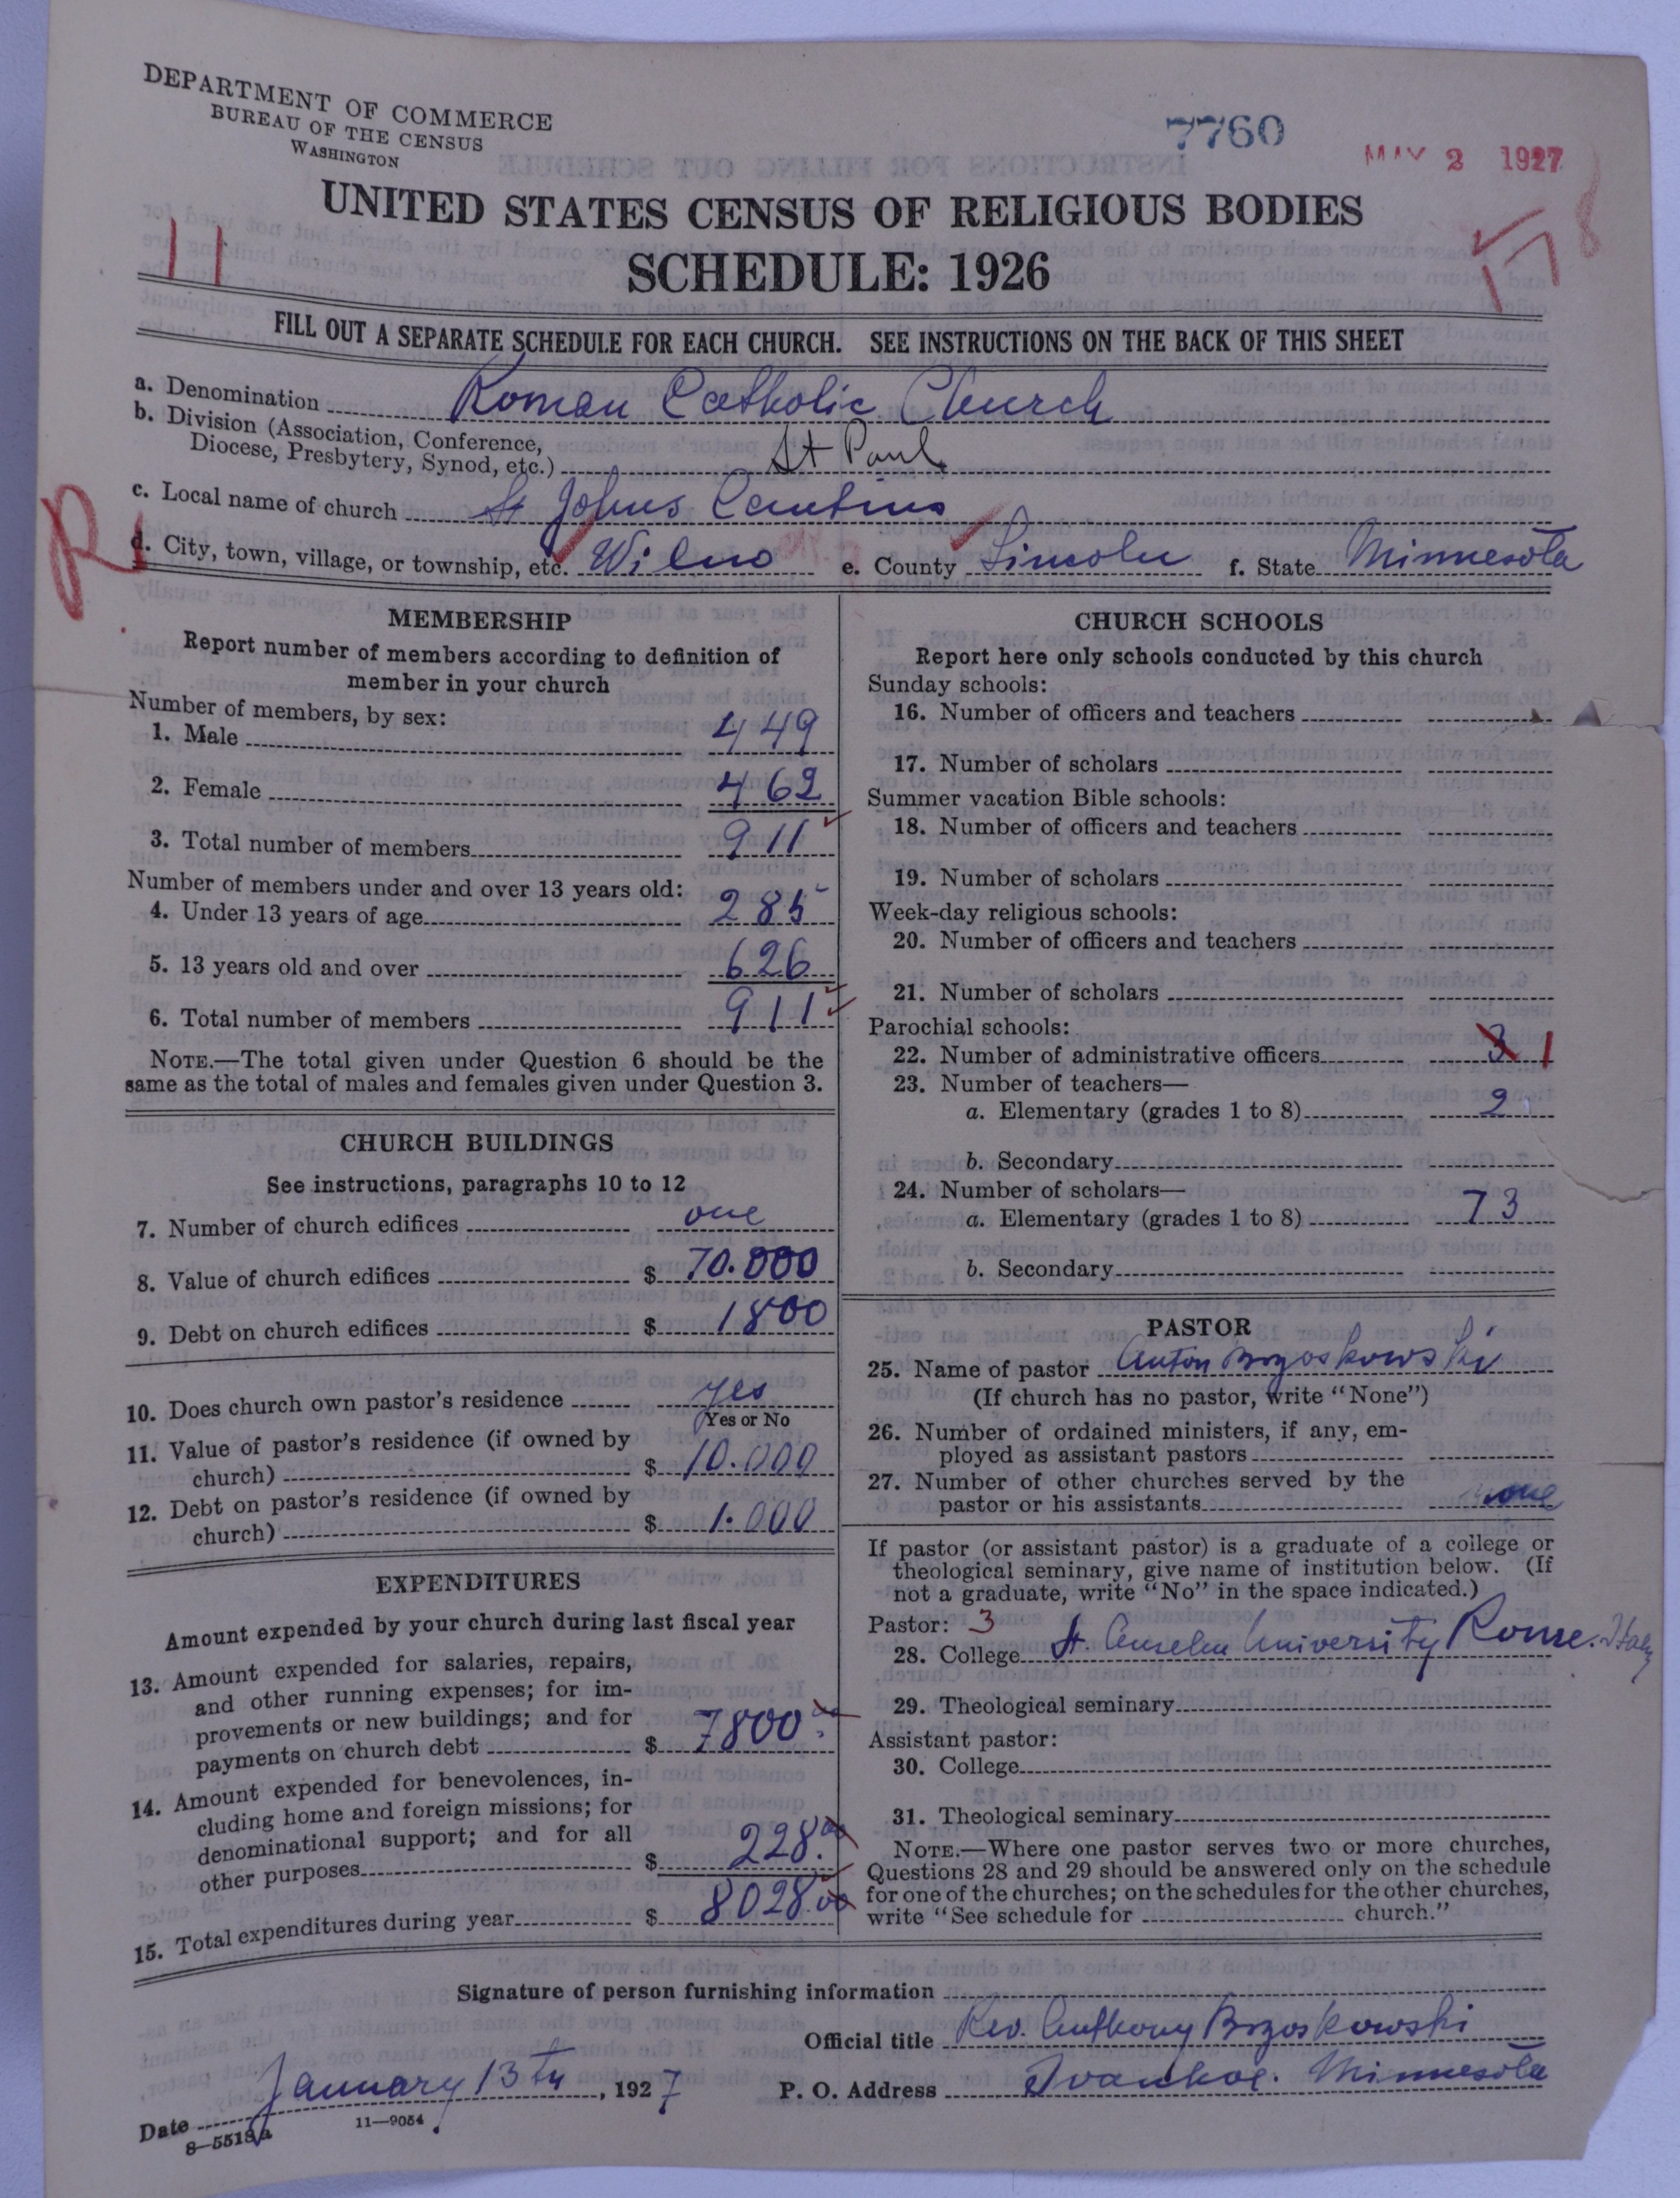 DEPARTMENT OF COMMERCE
BUREAU OF THE CENSUS
WASHINGTON
7760
MAY 2 1927
UNITED STATES CENSUS OF RELIGIOUS BODIES
11
SCHEDULE: 1926
FILL OUT A SEPARATE SCHEDULE FOR EACH CHURCH. SEE INSTRUCTIONS ON THE BACK OF THIS SHEET
a. Denomination Roman Catholic Church
b. Division (Association, Conference,
Diocese, Presbytery, Synod, etc.) St Paul
c. Local name of church St Johns Cantius
R
d. City, town, village, or township, etc. Wilno e. County Lincoln f. State Minnesota
MEMBERSHIP
Report number of members according to definition of
member in your church
Number of members, by sex:
1. Male 449
2. Female 462
3. Total number of members 911
Number of members under and over 13 years old:
4. Under 13 years of age 285
5. 13 years old and over 626
6. Total number of members 911
NOTE.—The total given under Question 6 should be the
same as the total of males and females given under Question 3.
CHURCH BUILDINGS
See instructions, paragraphs 10 to 12
7. Number of church edifices one
8. Value of church edifices $ 70.000
9. Debt on church edifices $ 1800
10. Does church own pastor's residence yes
Yes or No
11. Value of pastor's residence (if owned by
church) $ 10.000
12. Debt on pastor's residence (if owned by
church) $ 1.000
EXPENDITURES
Amount expended by your church during last fiscal year
13. Amount expended for salaries, repairs,
and other running expenses; for im-
provements or new buildings; and for
payments on church debt $ 7800.00
14. Amount expended for benevolences, in-
cluding home and foreign missions; for
denominational support; and for all
other purposes $ 228.00
15. Total expenditures during year $ 8028.00
CHURCH SCHOOLS
Report here only schools conducted by this church
Sunday schools:
16. Number of officers and teachers
17. Number of scholars
Summer vacation Bible schools:
18. Number of officers and teachers
19. Number of scholars
Week-day religious schools:
20. Number of officers and teachers
21. Number of scholars
Parochial schools:
22. Number of administrative officers 3 1
23. Number of teachers—
a. Elementary (grades 1 to 8) 2
b. Secondary
24. Number of scholars—
a. Elementary (grades 1 to 8) 73
b. Secondary
PASTOR
25. Name of pastor Anton Brzoskowski
(If church has no pastor, write "None")
26. Number of ordained ministers, if any, em-
ployed as assistant pastors
27. Number of other churches served by the
pastor or his assistants none
If pastor (or assistant pastor) is a graduate of a college or
theological seminary, give name of institution below. (If
not a graduate, write "No" in the space indicated.)
Pastor: 3
28. College St. Anselm University Rome. Italy
29. Theological seminary
Assistant pastor:
30. College
31. Theological seminary
NOTE.—Where one pastor serves two or more churches,
Questions 28 and 29 should be answered only on the schedule
for one of the churches; on the schedules for the other churches,
write "See schedule for church."
Signature of person furnishing information
Official title Rev. Anthony Brzoskowski
Date January 13th, 1927 P. O. Address Ivanhoe. Minnesota
8—5518a 11—9054